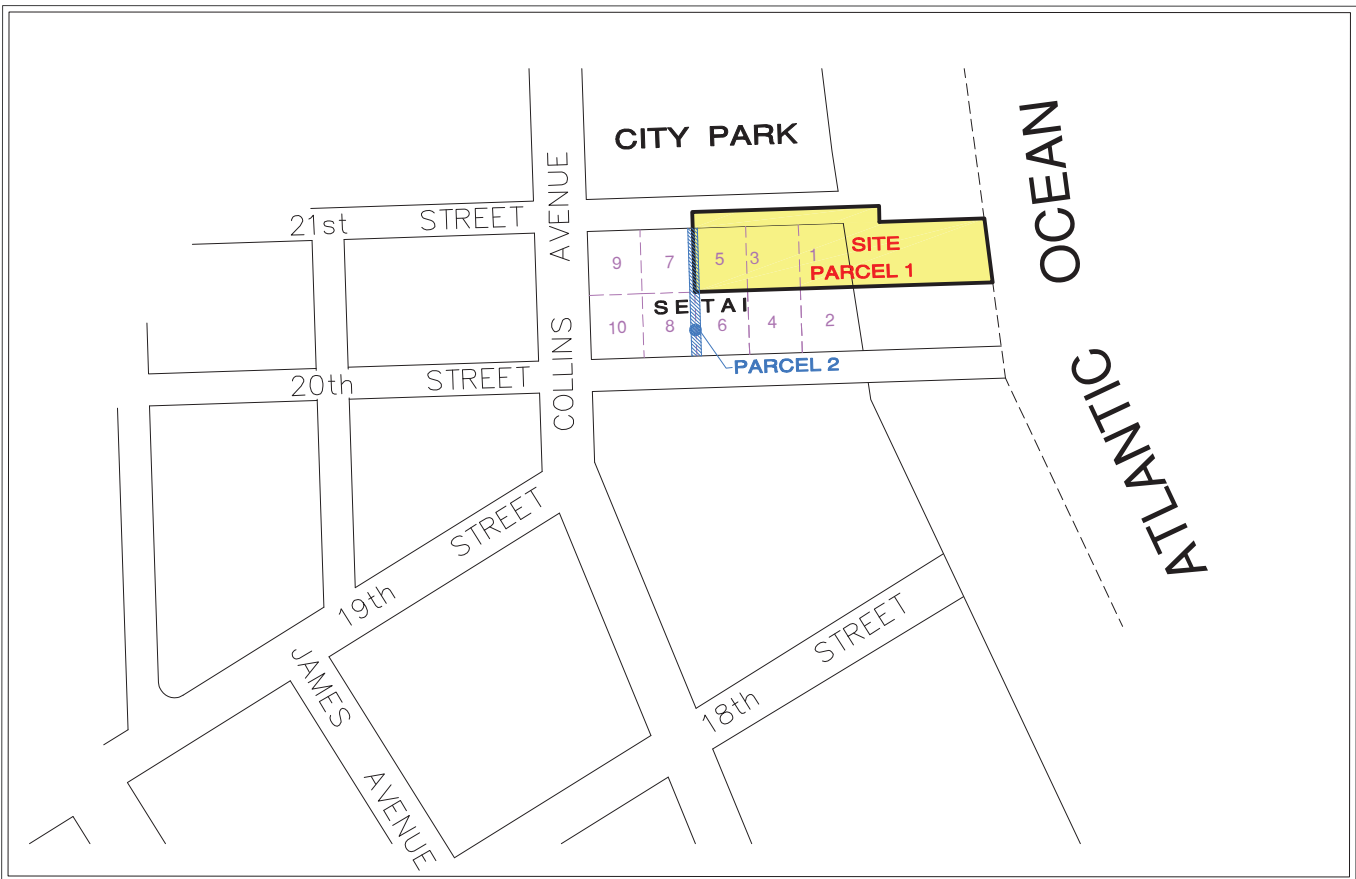 CITY PARK
ATLANTIC OCEAN
21st STREET
COLLINS AVENUE
9 7 5 3 1
SITE
PARCEL 1
SETAI
10 8 6 4 2
PARCEL 2
20th STREET
19th STREET
JAMES AVENUE
18th STREET